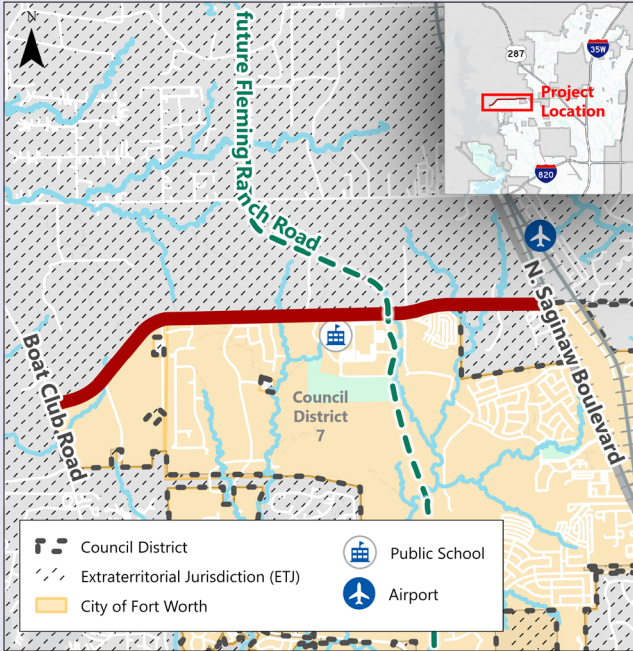 N
future Fleming Ranch Road
287
35W
Project
Location
820
N. Saginaw Boulevard
Boat Club Road
Council
District
7
Council District
Extraterritorial Jurisdiction (ETJ)
City of Fort Worth
Public School
Airport